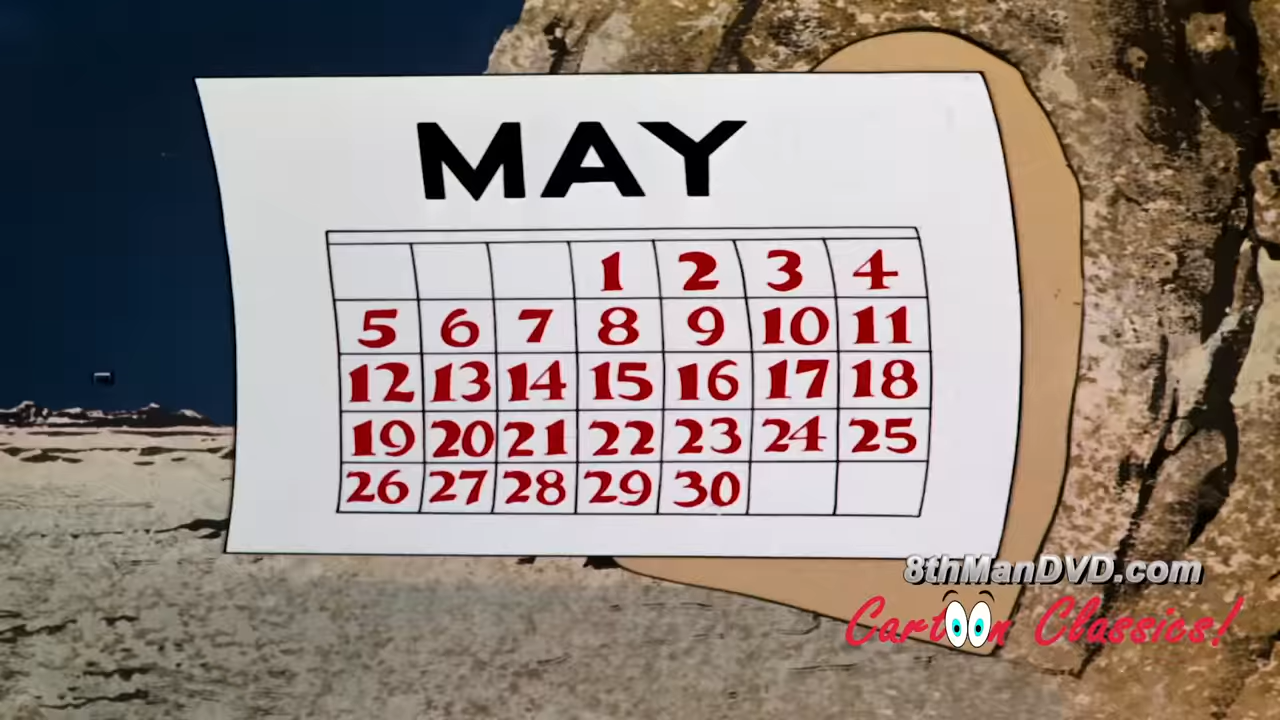 MAY
1 2 3 4
5 6 7 8 9 10 11
12 13 14 15 16 17 18
19 20 21 22 23 24 25
26 27 28 29 30
8thManDVD.com
Cartoon Classics!